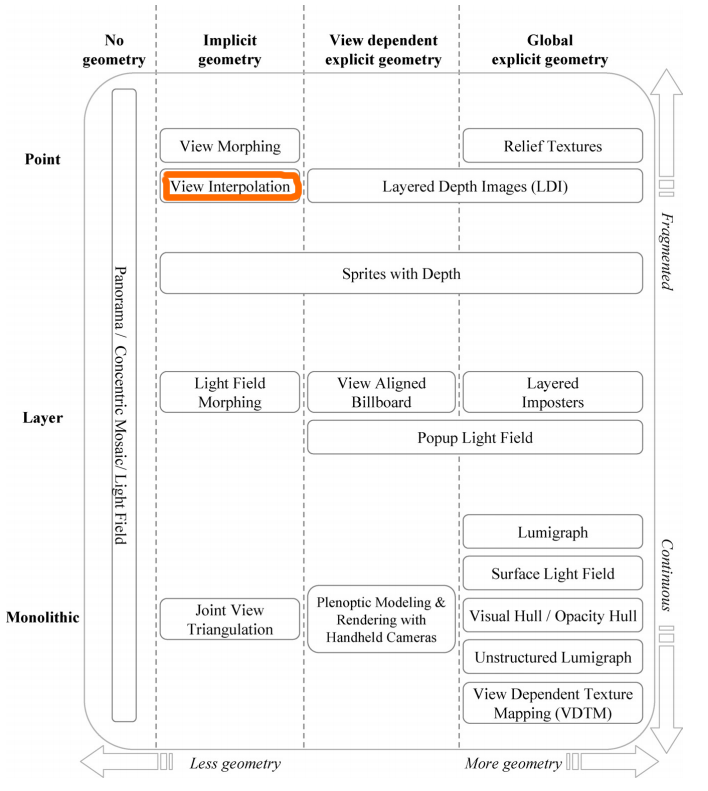 No
geometry
Implicit
geometry
View dependent
explicit geometry
Global
explicit geometry
Point
View Morphing
Relief Textures
View Interpolation
Layered Depth Images (LDI)
Fragmented
Sprites with Depth
Panorama / Concentric Mosaic/ Light Field
Layer
Light Field
Morphing
View Aligned
Billboard
Layered
Imposters
Popup Light Field
Continuous
Monolithic
Joint View
Triangulation
Plenoptic Modeling &
Rendering with
Handheld Cameras
Lumigraph
Surface Light Field
Visual Hull / Opacity Hull
Unstructured Lumigraph
View Dependent Texture
Mapping (VDTM)
Less geometry
More geometry